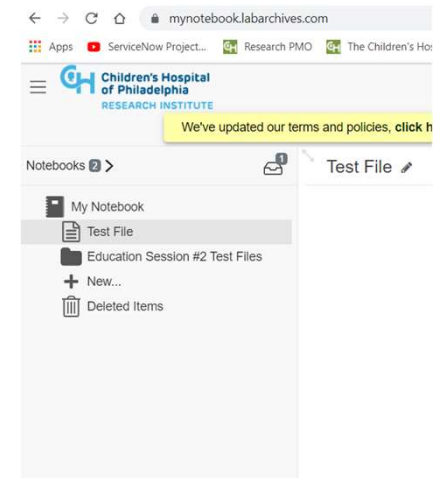 mynotebook.labarchives.com
Apps ServiceNow Project... Research PMO The Children's Hos
Children's Hospital
of Philadelphia
RESEARCH INSTITUTE
We've updated our terms and policies, click h
Notebooks 2 > 1 Test File
My Notebook
Test File
Education Session #2 Test Files
New...
Deleted Items